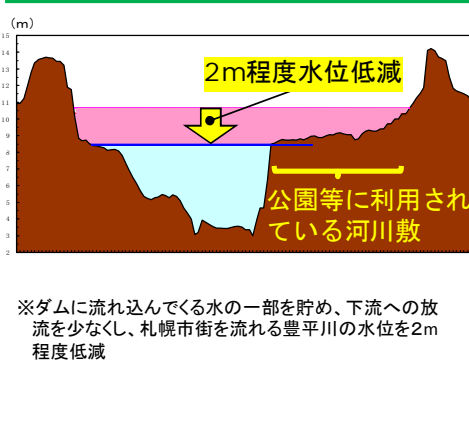 (m)
15
14
13
12
11
10
9
8
7
6
5
4
3
2
2m程度水位低減
公園等に利用され
ている河川敷
※ダムに流れ込んでくる水の一部を貯め、下流への放
流を少なくし、札幌市街を流れる豊平川の水位を2m
程度低減